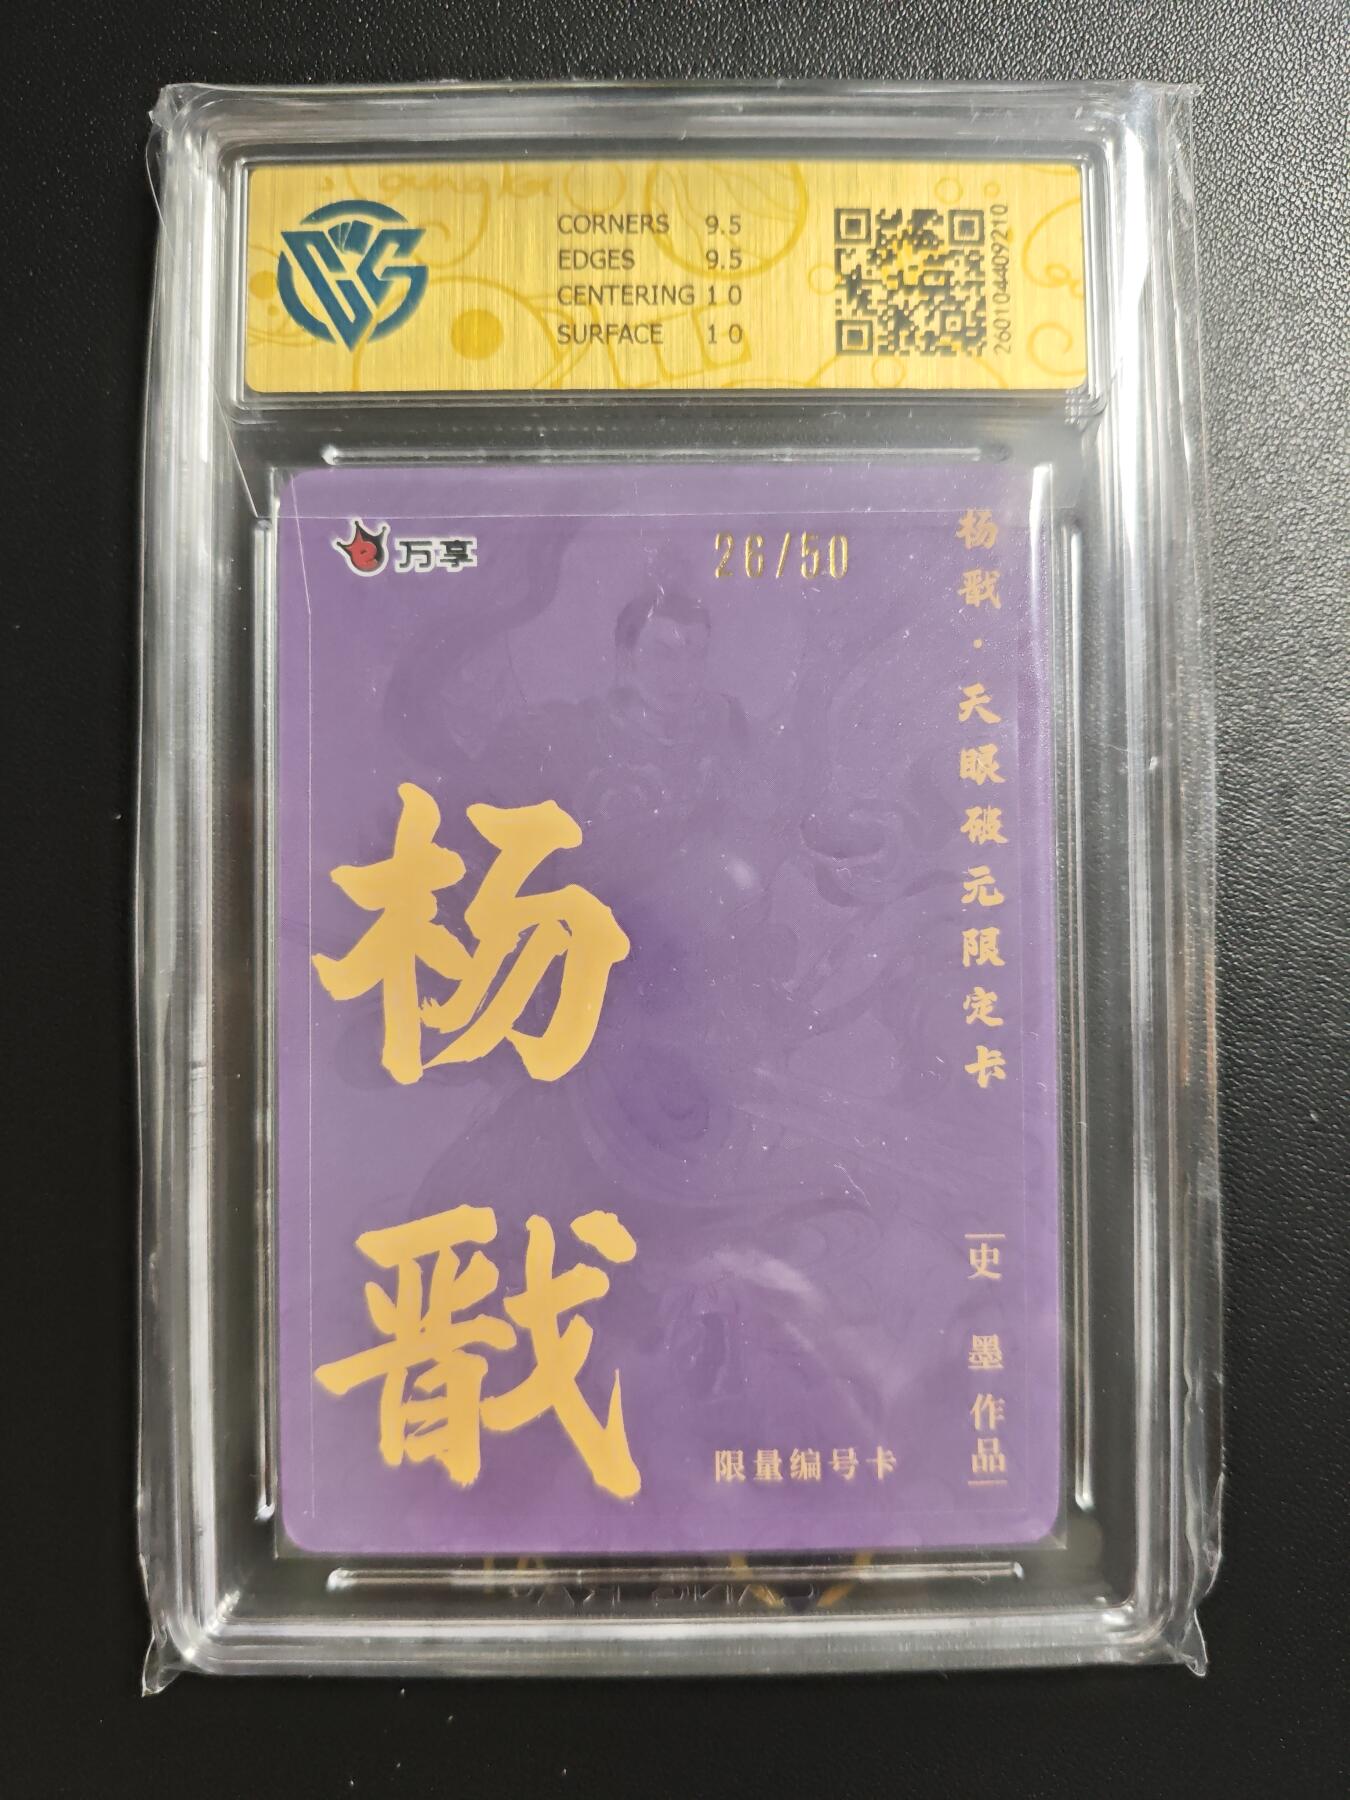 CORNERS 9.5
EDGES 9.5
CENTERING 10
SURFACE 10
2601044409210
万享
26/50
杨戬·天眼破元限定卡
杨戬
史墨作品
限量编号卡